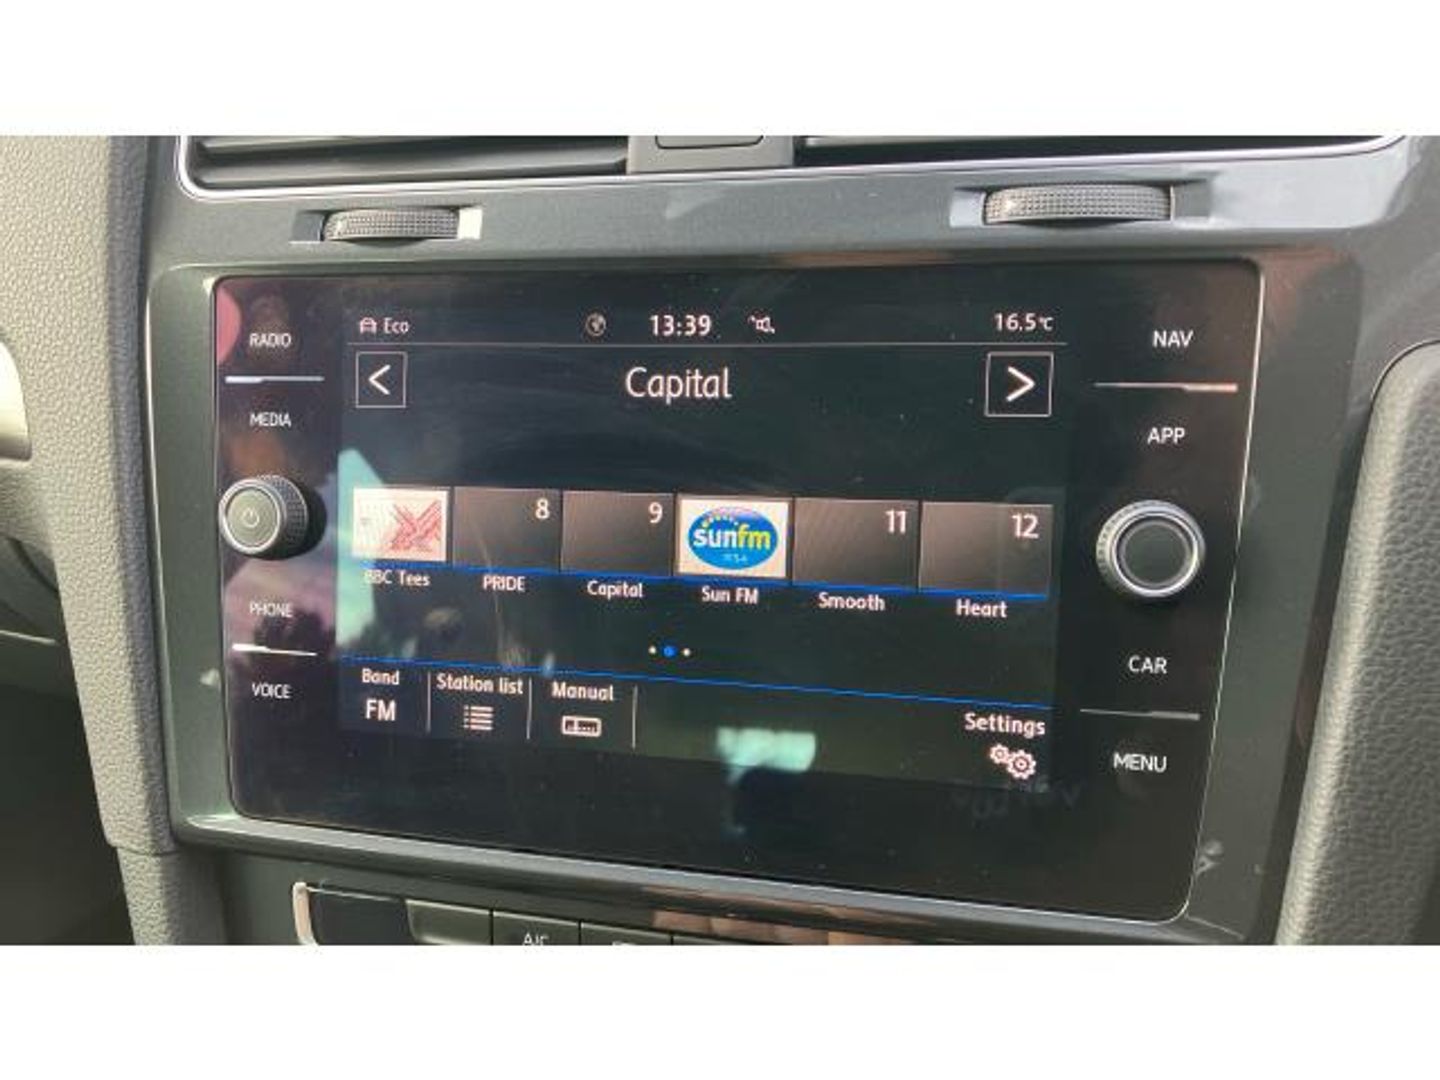 RADIO
MEDIA
PHONE
VOICE
Eco 13:39 16.5°C
< Capital >
8 9 11 12
sunfm
BBC Tees PRIDE Capital Sun FM Smooth Heart
Band Station list Manual
FM
Settings
NAV
APP
CAR
MENU
A/C